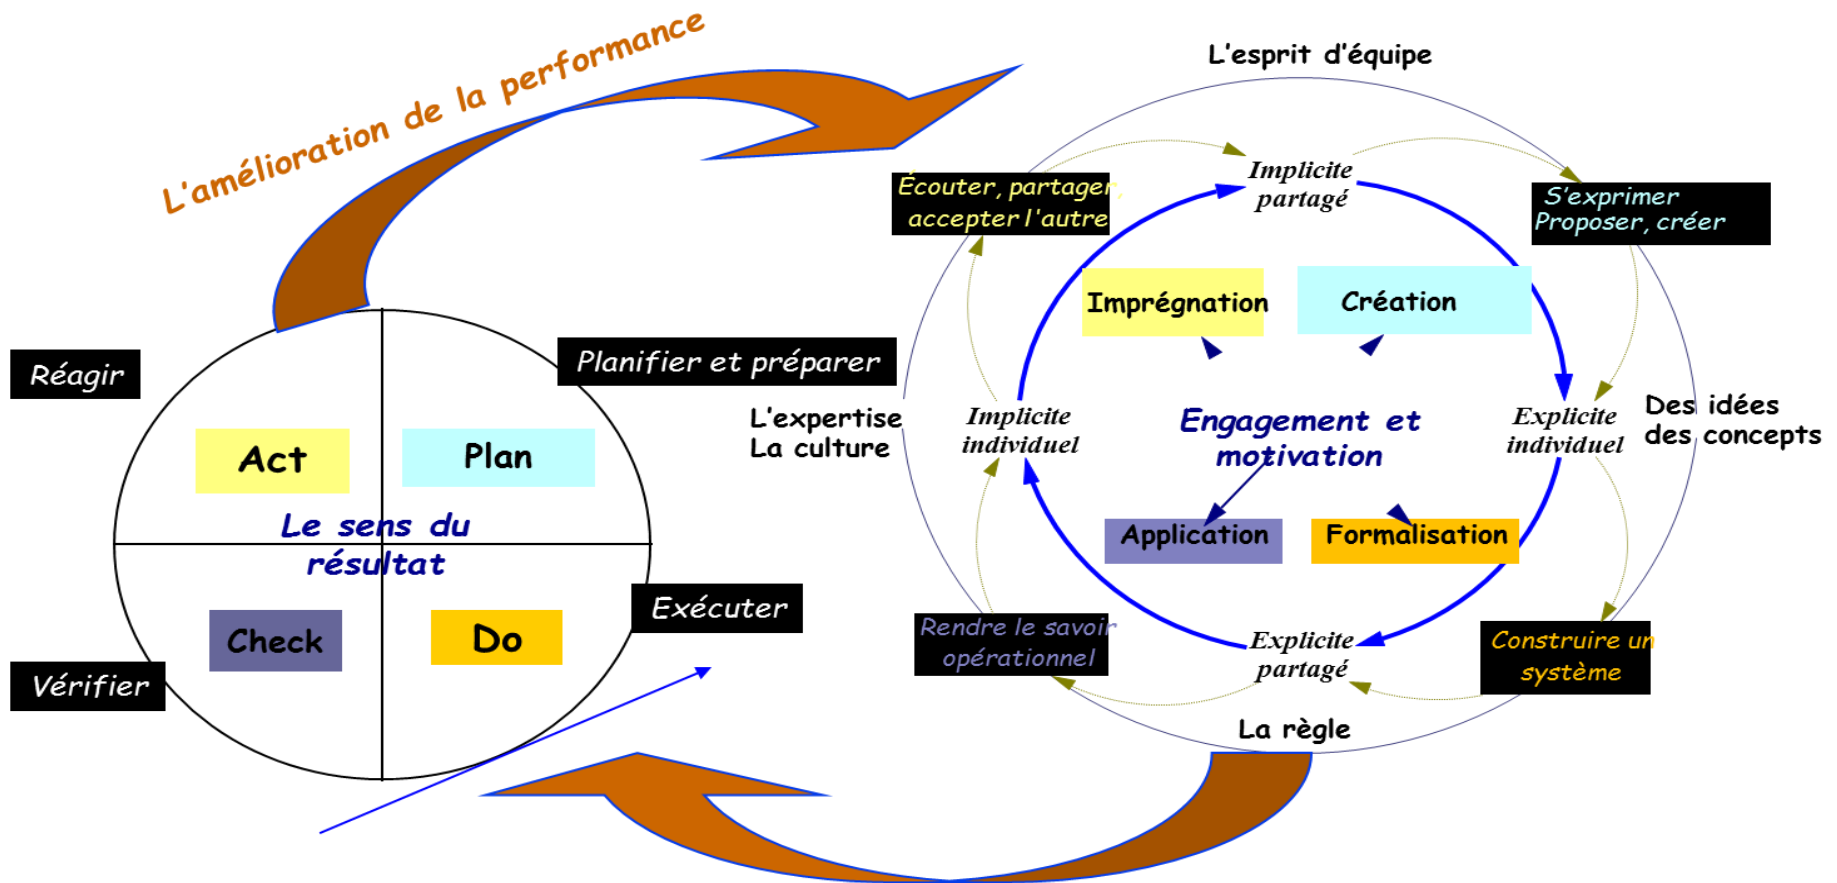 L'amélioration de la performance
Réagir
Planifier et préparer
Act
Plan
Le sens du
résultat
Check
Do
Exécuter
Vérifier
L'esprit d'équipe
Écouter, partager,
accepter l'autre
Implicite
partagé
S'exprimer
Proposer, créer
Imprégnation
Création
L'expertise
La culture
Implicite
individuel
Engagement et
motivation
Explicite
individuel
Des idées
des concepts
Application
Formalisation
Rendre le savoir
opérationnel
Explicite
partagé
Construire un
système
La règle